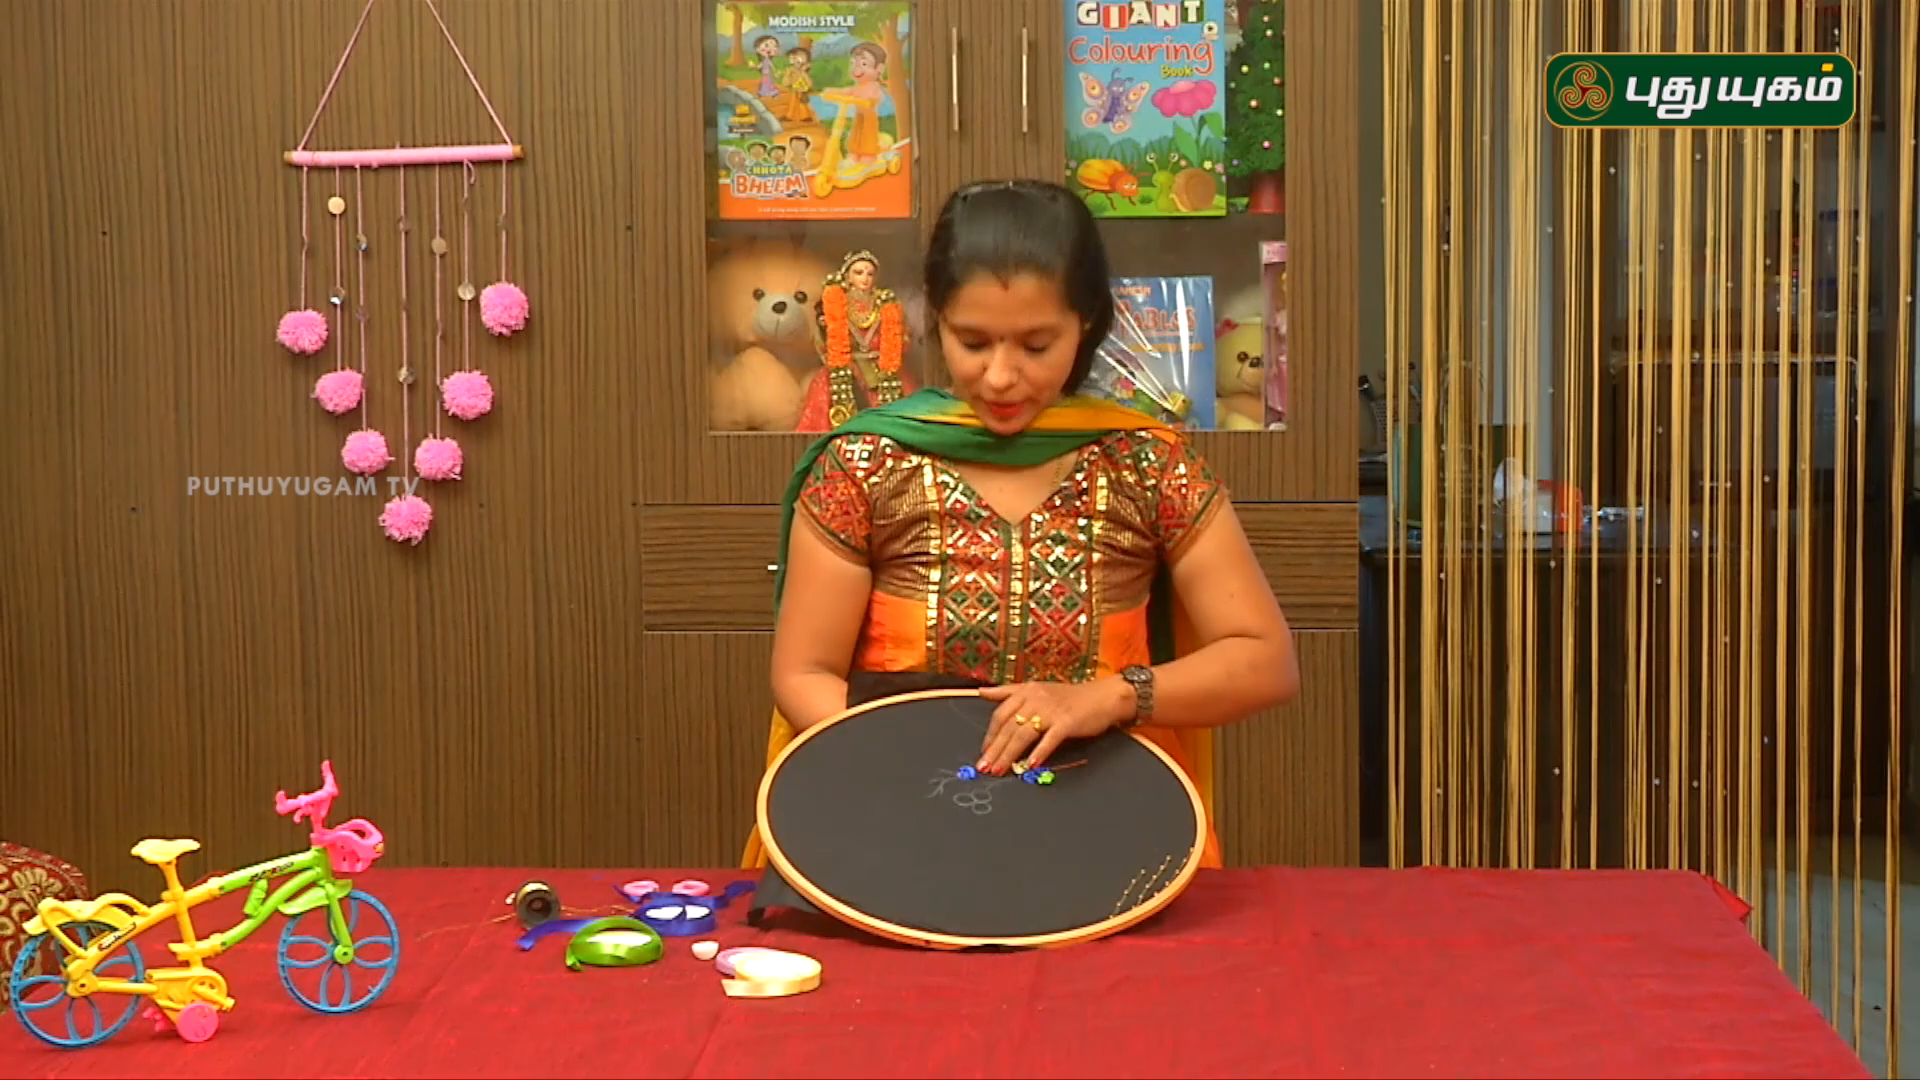 MODISH STYLE
CHHOTA
BHEEM
GIANT
Colouring
Book
புதுயுகம்
PUTHUYUGAM TV